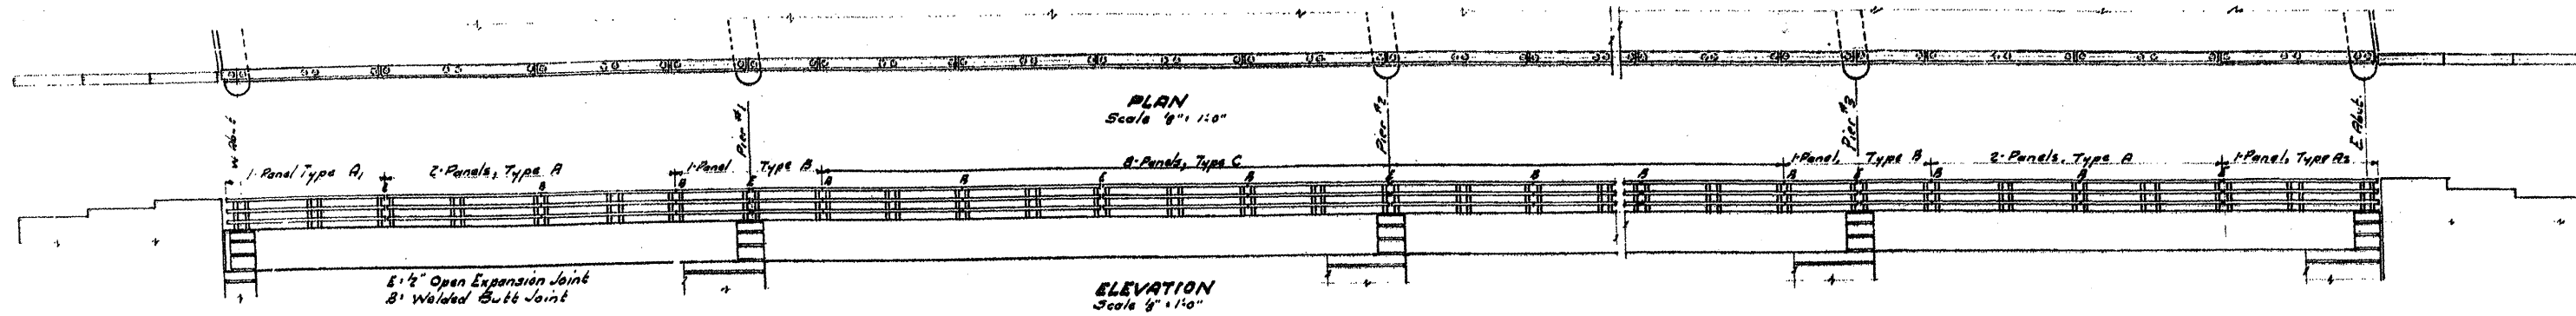 PLAN
Scale 1/8" = 1'-0"
W Abut
Pier #1
Pier #2
Pier #3
E Abut.
1-Panel Type A1
2-Panels, Type A
1-Panel Type B
8-Panels, Type C
1-Panel, Type B
2-Panels, Type A
1-Panel, Type A2
E B B E B B E B E B B B E B B E
E = 1/2" Open Expansion Joint
B = Welded Butt Joint
ELEVATION
Scale 1/8" = 1'-0"